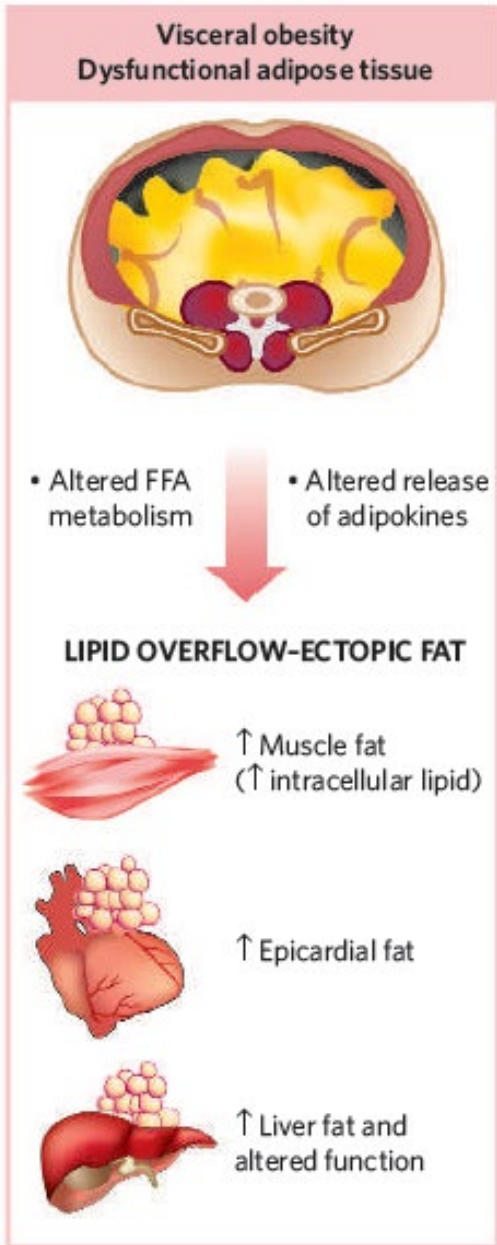 Visceral obesity
Dysfunctional adipose tissue
• Altered FFA
metabolism
• Altered release
of adipokines
LIPID OVERFLOW–ECTOPIC FAT
↑ Muscle fat
(↑ intracellular lipid)
↑ Epicardial fat
↑ Liver fat and
altered function